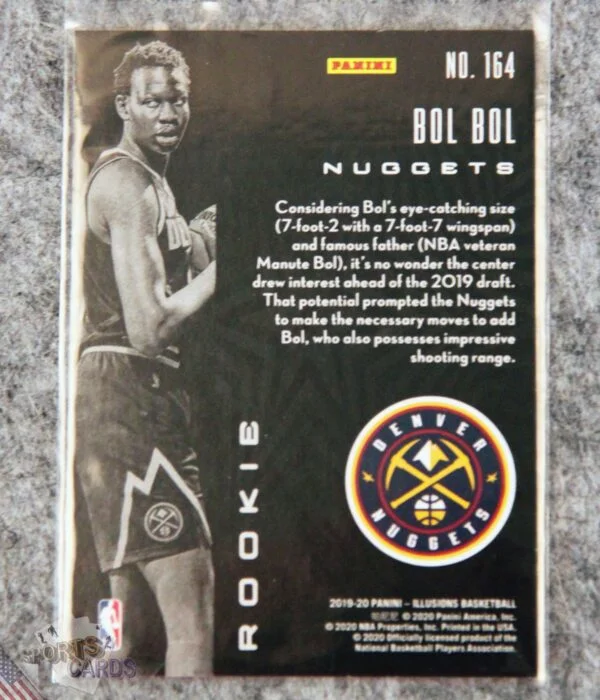 PANINI
NO. 164
BOL BOL
NUGGETS
Considering Bol's eye-catching size
(7-foot-2 with a 7-foot-7 wingspan)
and famous father (NBA veteran
Manute Bol), it's no wonder the center
drew interest ahead of the 2019 draft.
That potential prompted the Nuggets
to make the necessary moves to add
Bol, who also possesses impressive
shooting range.
ROOKIE
DENVER
NUGGETS
2019-20 PANINI – ILLUSIONS BASKETBALL
© 2020 Panini America, Inc.
© 2020 NBA Properties, Inc. Printed in the USA.
© 2020 Officially licensed product of the
National Basketball Players Association.
SPORTS
CARDS